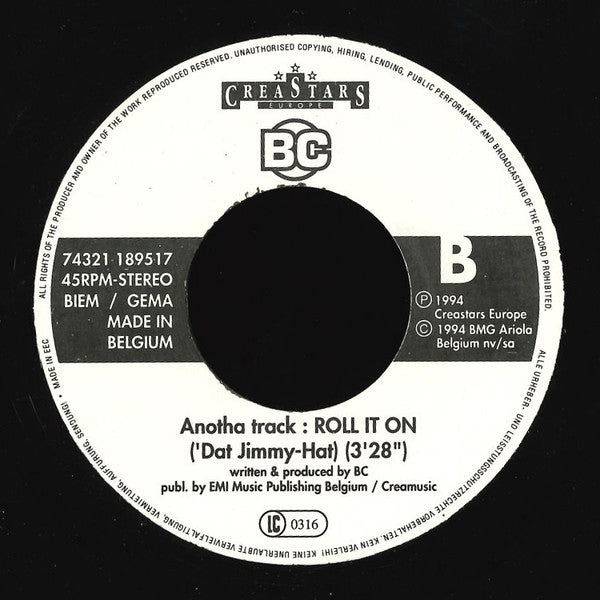 ALL RIGHTS OF THE PRODUCER AND OWNER OF THE WORK REPRODUCED RESERVED. UNAUTHORISED COPYING, HIRING, LENDING, PUBLIC PERFORMANCE AND BROADCASTING OF THE RECORD PROHIBITED.
CREASTARS
EUROPE
BC
74321 189517
45RPM-STEREO
BIEM / GEMA
MADE IN
BELGIUM
B
Ⓟ 1994
Creastars Europe
© 1994 BMG Ariola
Belgium nv/sa
Anotha track : ROLL IT ON
('Dat Jimmy-Hat) (3'28")
written & produced by BC
publ. by EMI Music Publishing Belgium / Creamusic
LC 0316
ALLE URHEBER- UND LEISSTUNGSSCHUTZRECHTE VORBEHALTEN. KEIN VERLEIH! KEINE UNERLAUBTE VERVIELFALTIGUNG, VERMIETUNG, AUFFURUNG, SENDUNG! • MADE IN EEC •